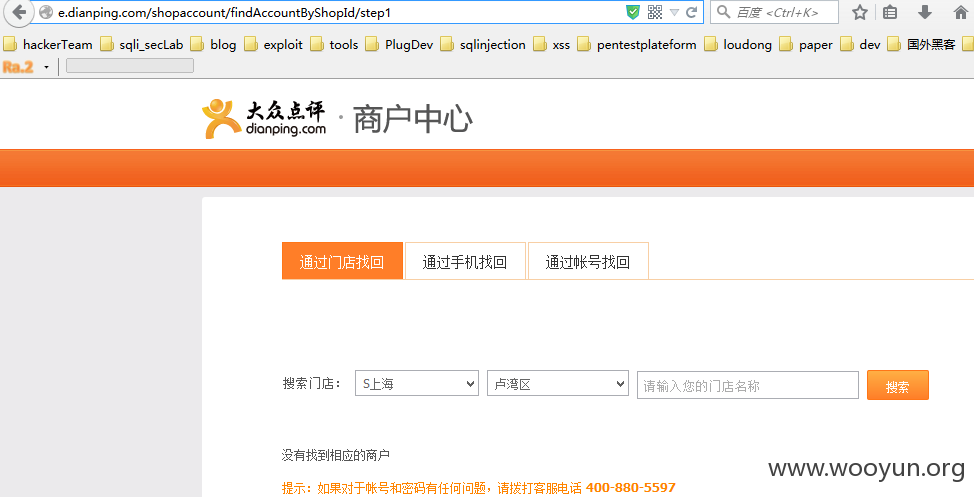 e.dianping.com/shopaccount/findAccountByShopId/step1 百度 <Ctrl+K>
hackerTeam sqli_secLab blog exploit tools PlugDev sqlinjection xss pentestplateform loudong paper dev 国外黑客
Ra.2
大众点评 dianping.com · 商户中心
通过门店找回 通过手机找回 通过帐号找回
搜索门店： S上海 卢湾区 请输入您的门店名称 搜索
没有找到相应的商户
提示：如果对于帐号和密码有任何问题，请拨打客服电话 400-880-5597
www.wooyun.org